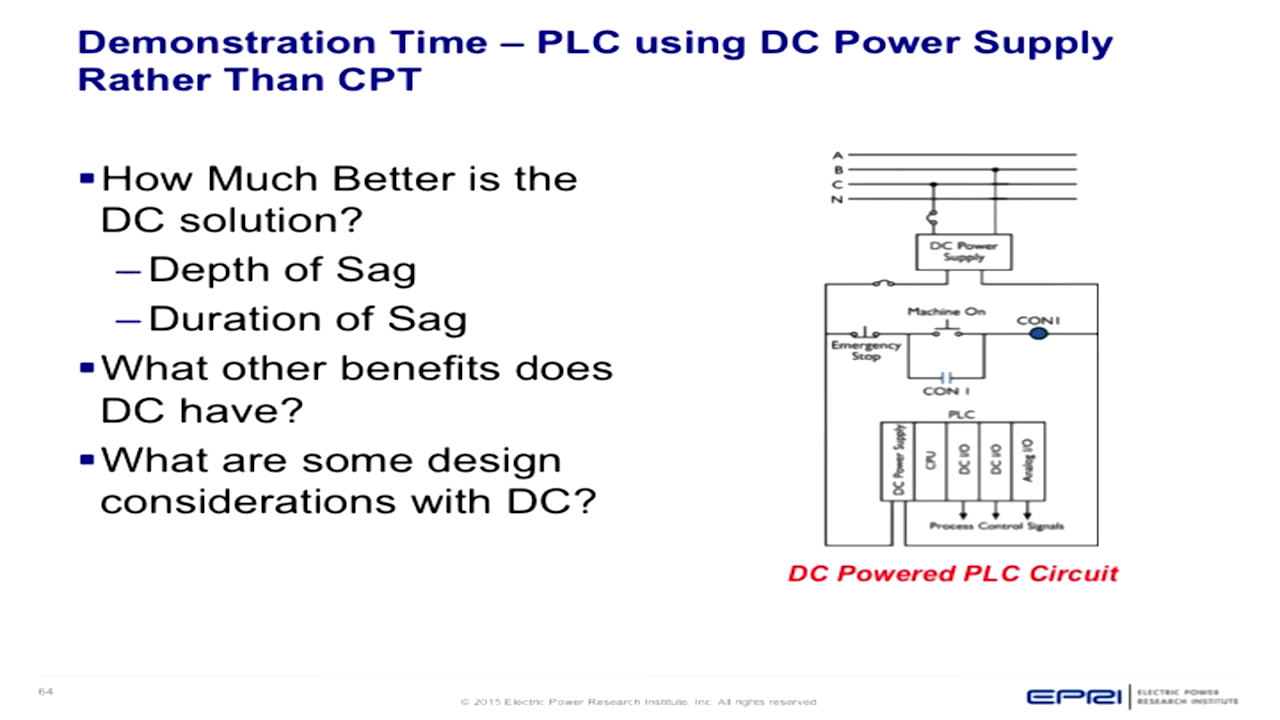 Demonstration Time – PLC using DC Power Supply
Rather Than CPT
▪How Much Better is the
DC solution?
–Depth of Sag
–Duration of Sag
▪What other benefits does
DC have?
▪What are some design
considerations with DC?
A
B
C
N
DC Power
Supply
Machine On
CON1
Emergency
Stop
CON 1
PLC
DC Power Supply
CPU
DC I/O
DC I/O
Analog I/O
Process Control Signals
DC Powered PLC Circuit
64
© 2015 Electric Power Research Institute, Inc. All rights reserved.
EPRI
ELECTRIC POWER
RESEARCH INSTITUTE